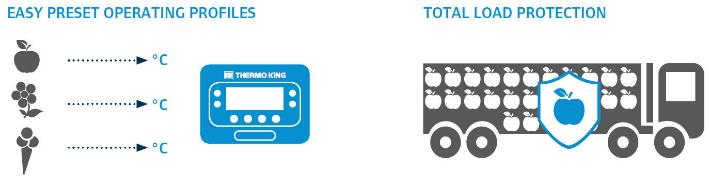 EASY PRESET OPERATING PROFILES
°C
°C
°C
THERMO KING
TOTAL LOAD PROTECTION